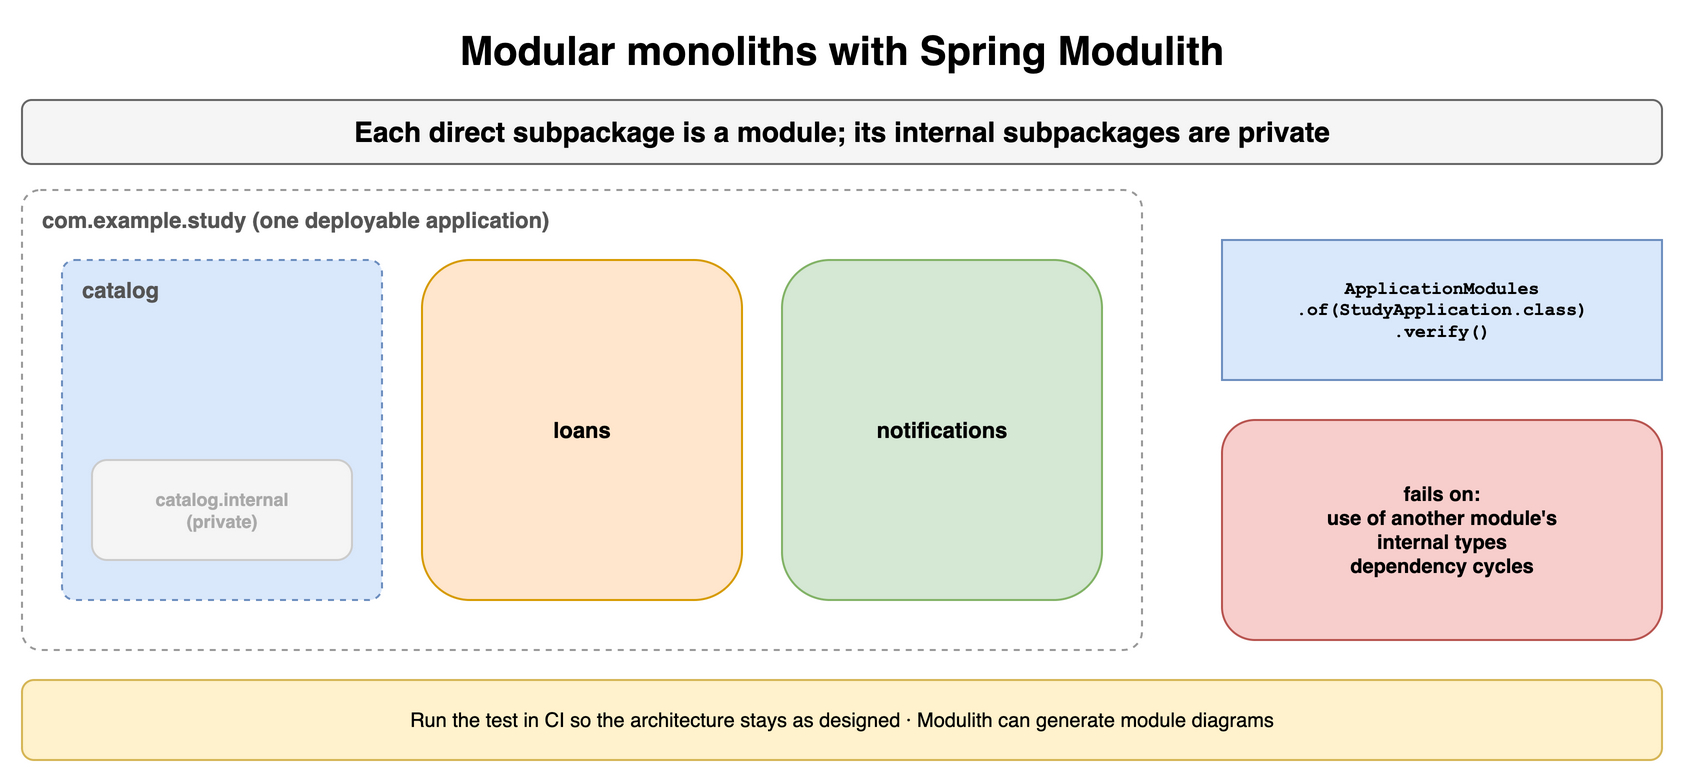 Modular monoliths with Spring Modulith
Each direct subpackage is a module; its internal subpackages are private
com.example.study (one deployable application)
catalog
catalog.internal
(private)
loans
notifications
ApplicationModules
.of(StudyApplication.class)
.verify()
fails on:
use of another module's
internal types
dependency cycles
Run the test in CI so the architecture stays as designed · Modulith can generate module diagrams